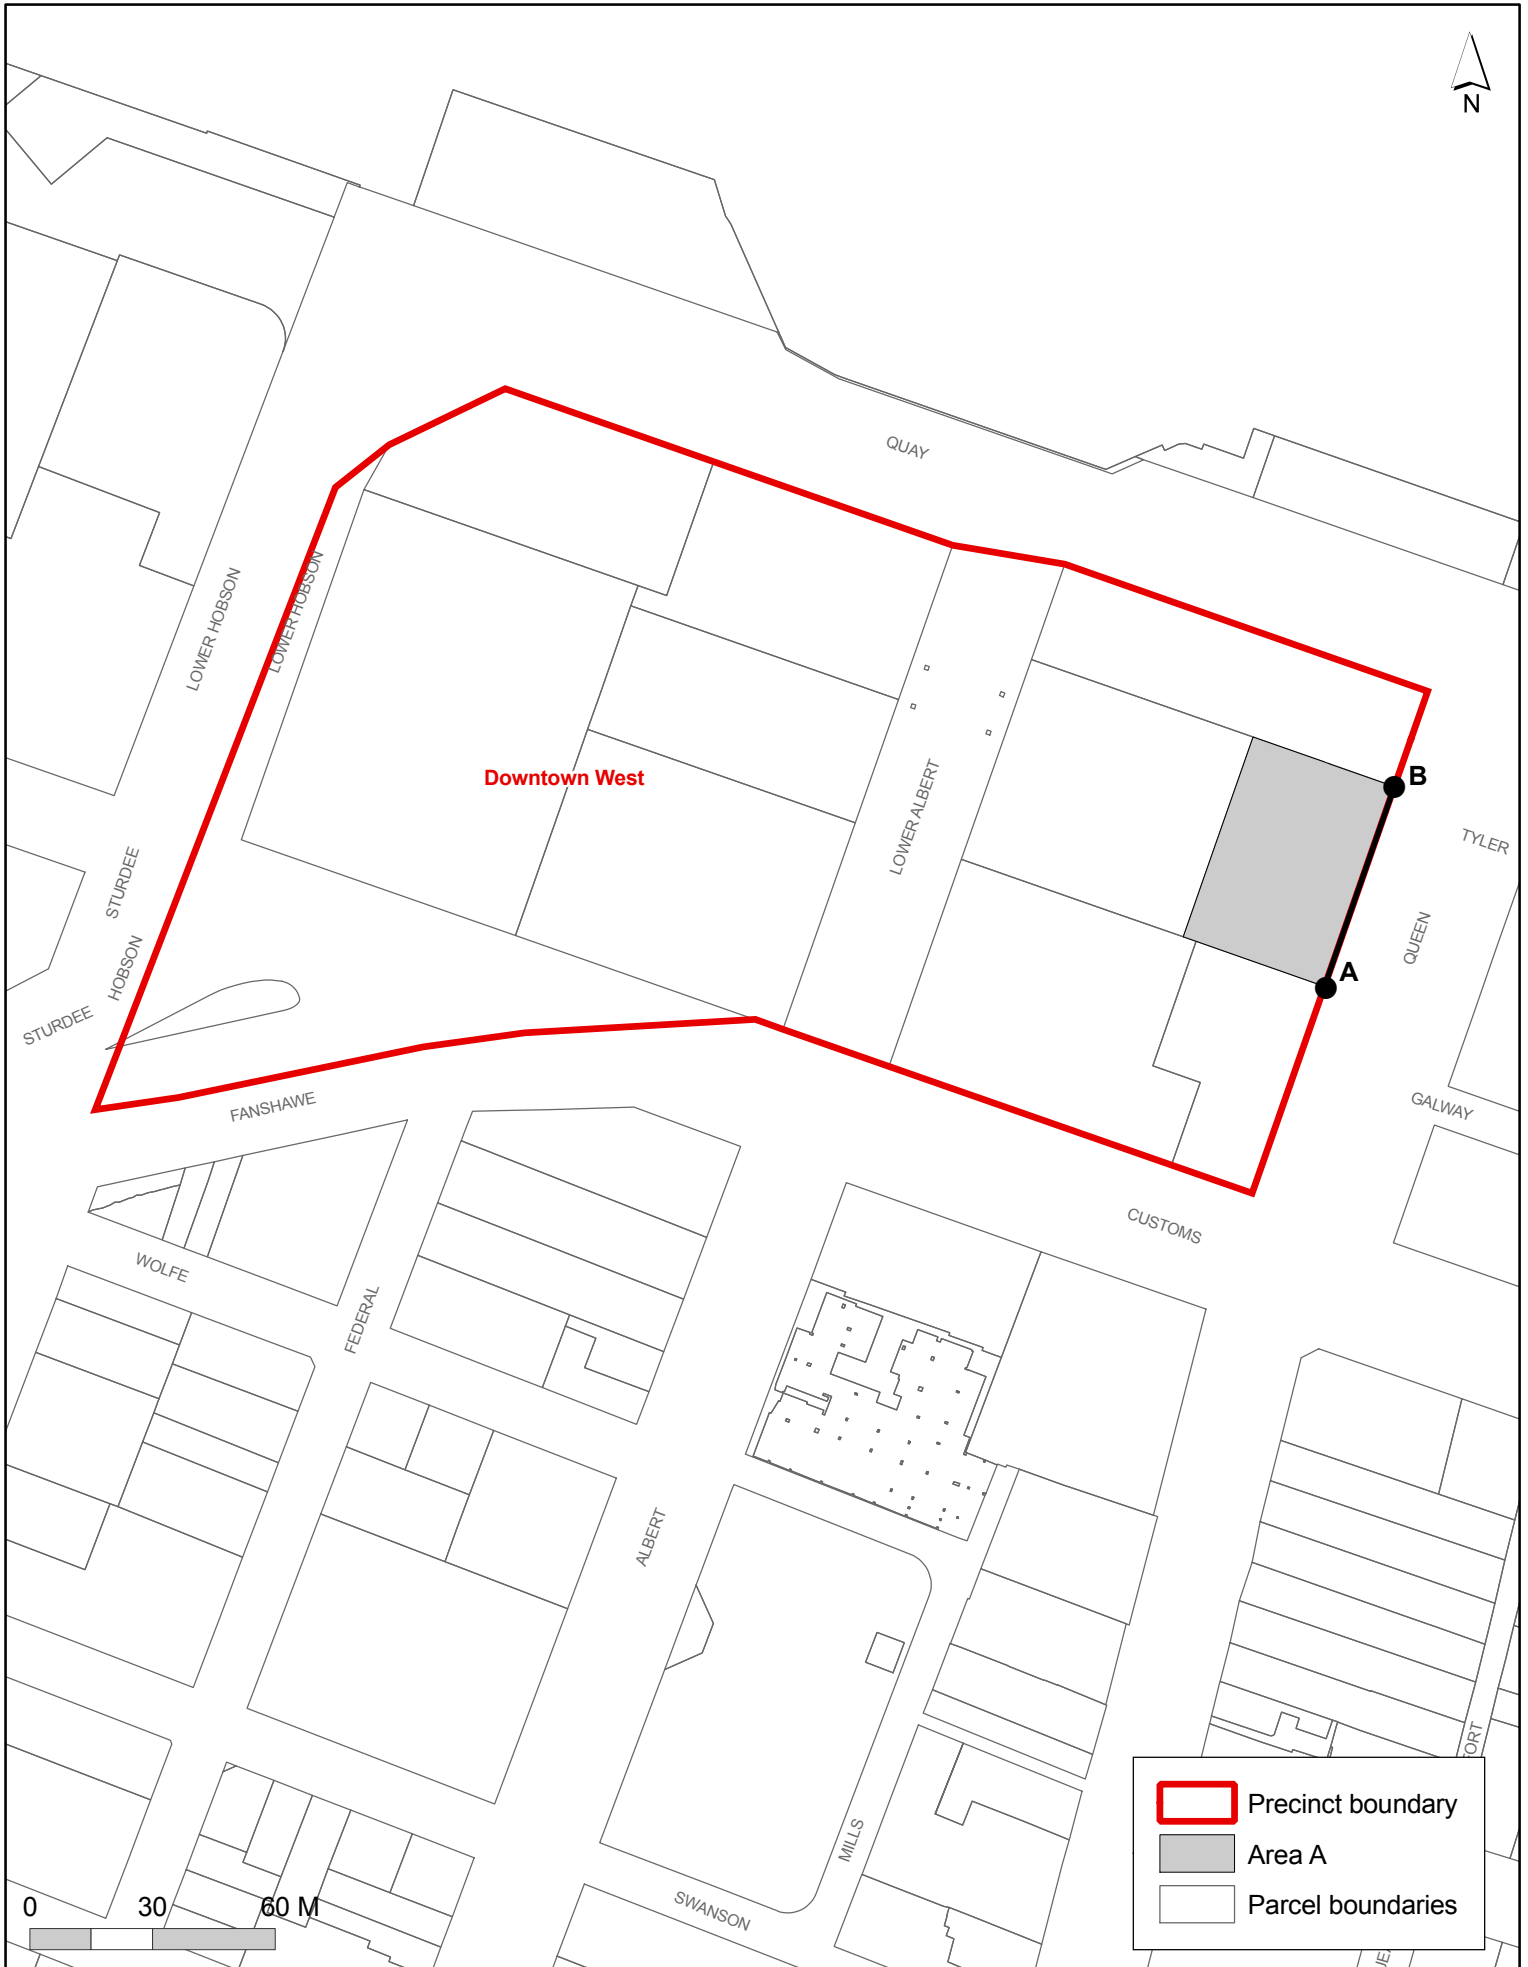 N
QUAY
LOWER HOBSON
LOWER HOBSON
Downtown West
LOWER ALBERT
B
TYLER
STURDEE
QUEEN
HOBSON
A
STURDEE
FANSHAWE
GALWAY
CUSTOMS
WOLFE
FEDERAL
ALBERT
MILLS
SWANSON
Precinct boundary
Area A
Parcel boundaries
0 30 60 M